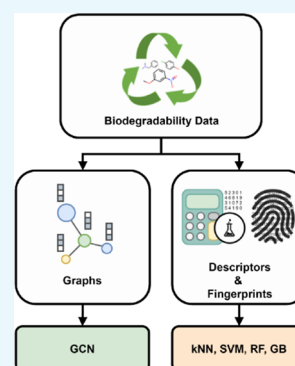 Biodegradability Data
Graphs
Descriptors
&
Fingerprints
GCN
kNN, SVM, RF, GB